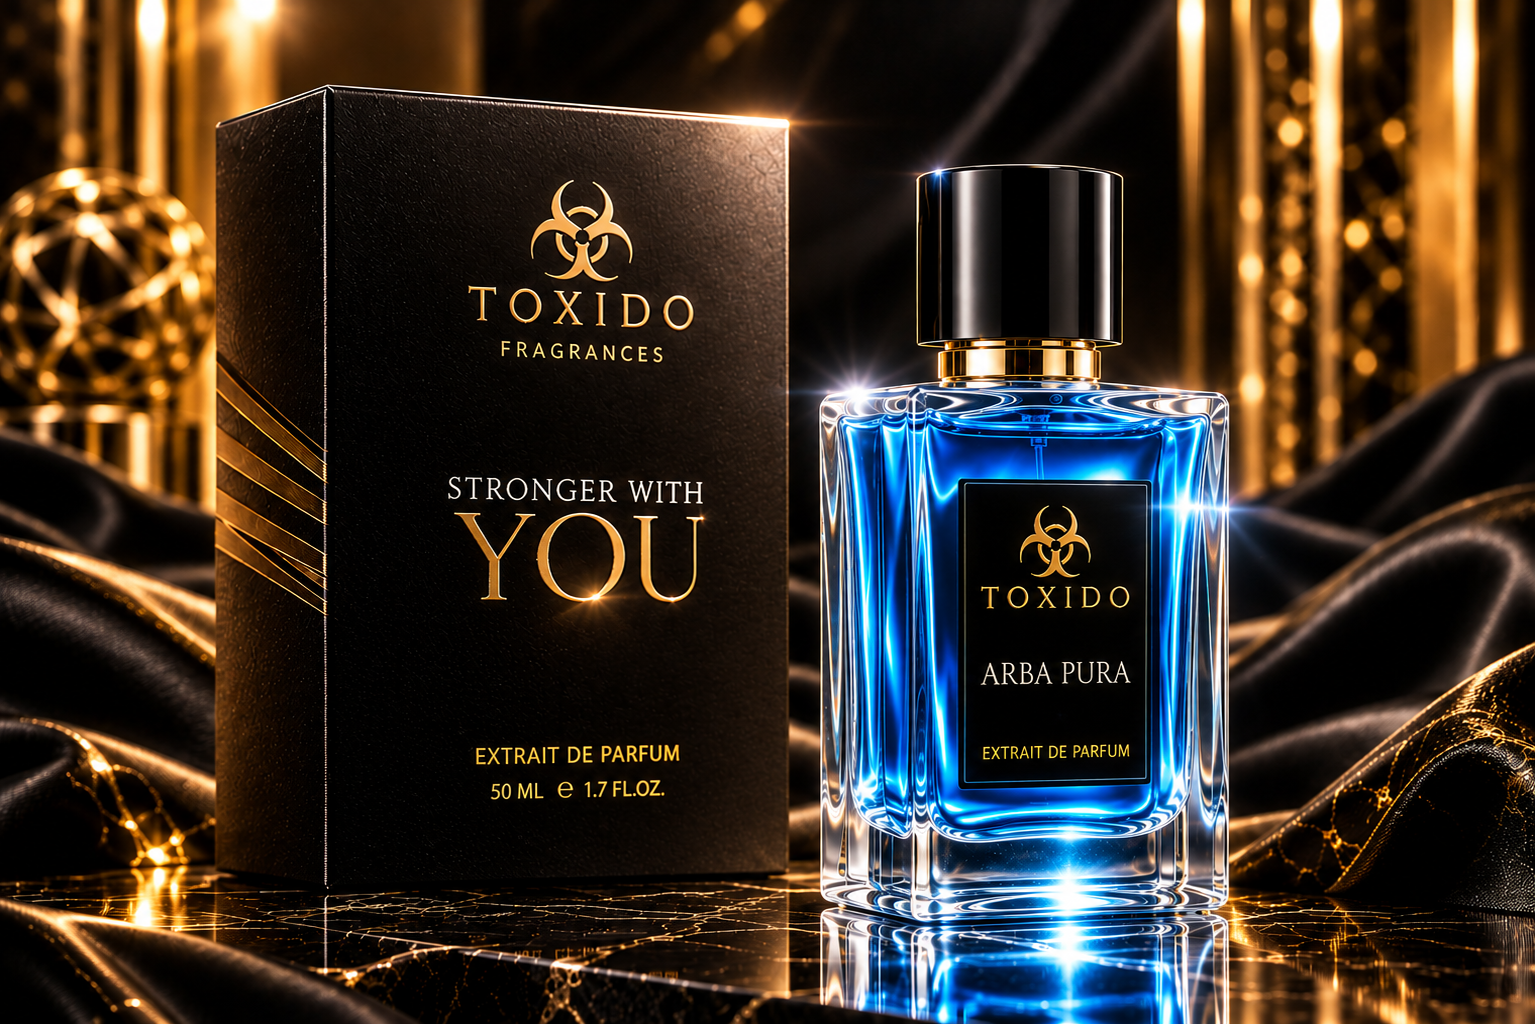 TOXIDO
FRAGRANCES
STRONGER WITH
YOU
EXTRAIT DE PARFUM
50 ML ℮ 1.7 FL.OZ.
TOXIDO
ARBA PURA
EXTRAIT DE PARFUM